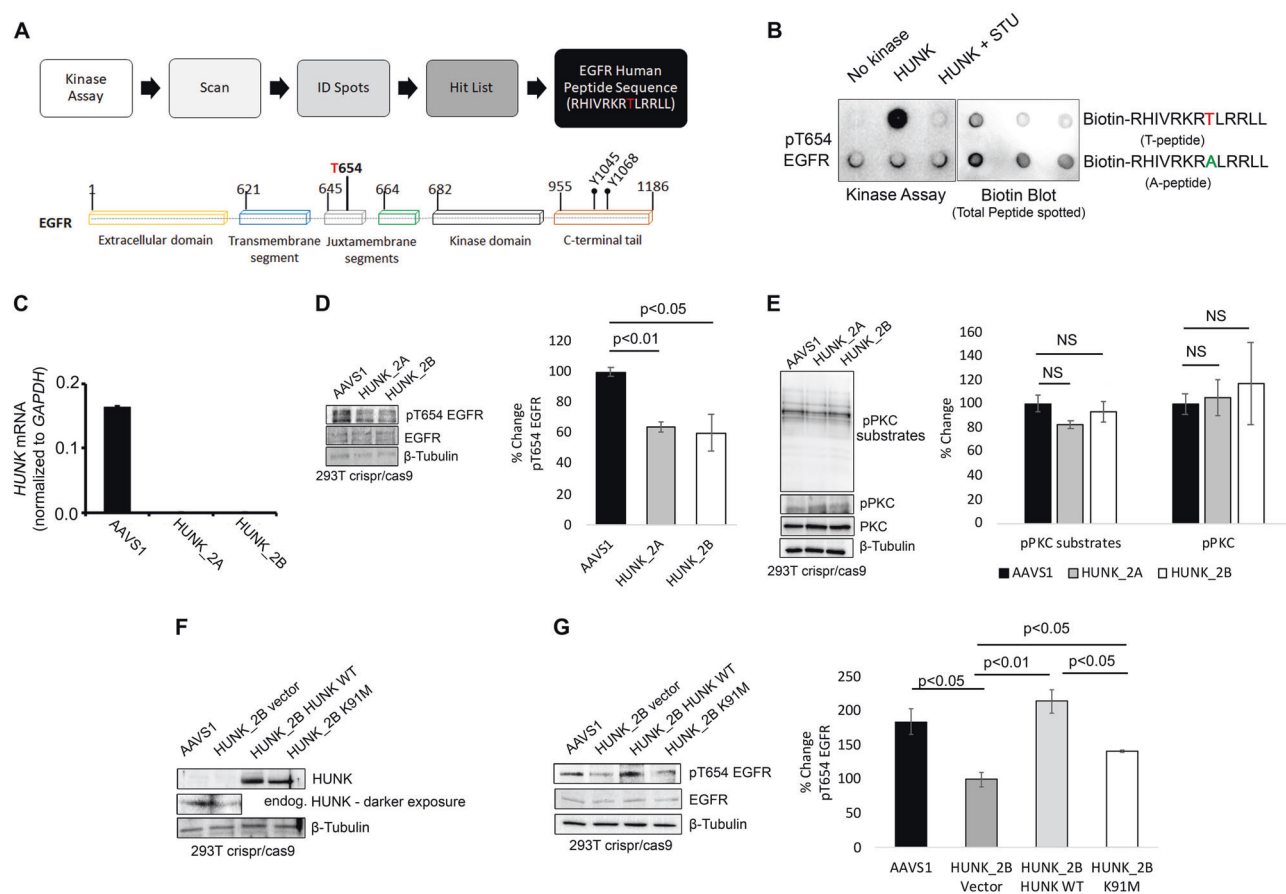 A
Kinase
Assay
Scan
ID Spots
Hit List
EGFR Human
Peptide Sequence
(RHIVRKRTLRRLL)
T654
Y1045
Y1068
1
621
645
664
682
955
1186
EGFR
Extracellular domain
Transmembrane
segment
Juxtamembrane
segments
Kinase domain
C-terminal tail
B
No kinase
HUNK
HUNK + STU
pT654
EGFR
Biotin-RHIVRKRTLRRLL
(T-peptide)
Biotin-RHIVRKRALRRLL
(A-peptide)
Kinase Assay
Biotin Blot
(Total Peptide spotted)
C
HUNK mRNA
(normalized to GAPDH)
0.2
0.1
0.0
AAVS1
HUNK_2A
HUNK_2B
D
AAVS1
HUNK_2A
HUNK_2B
pT654 EGFR
EGFR
β-Tubulin
293T crispr/cas9
% Change
pT654 EGFR
120
100
80
60
40
20
0
p<0.05
p<0.01
AAVS1
HUNK_2A
HUNK_2B
E
AAVS1
HUNK_2A
HUNK_2B
pPKC
substrates
pPKC
PKC
β-Tubulin
293T crispr/cas9
% Change
160
140
120
100
80
60
40
20
0
NS
NS
NS
NS
pPKC substrates
pPKC
AAVS1
HUNK_2A
HUNK_2B
F
AAVS1
HUNK_2B vector
HUNK_2B HUNK WT
HUNK_2B K91M
HUNK
endog. HUNK - darker exposure
β-Tubulin
293T crispr/cas9
G
AAVS1
HUNK_2B vector
HUNK_2B HUNK WT
HUNK_2B K91M
pT654 EGFR
EGFR
β-Tubulin
293T crispr/cas9
% Change
pT654 EGFR
250
200
150
100
50
0
p<0.05
p<0.05
p<0.01
p<0.05
AAVS1
HUNK_2B
Vector
HUNK_2B
HUNK WT
HUNK_2B
K91M